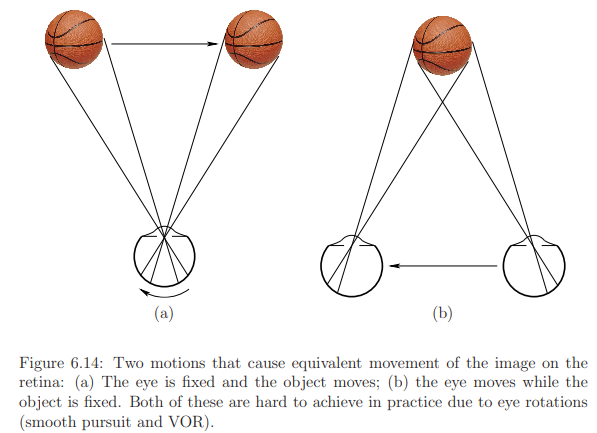 (a)
(b)
Figure 6.14: Two motions that cause equivalent movement of the image on the
retina: (a) The eye is fixed and the object moves; (b) the eye moves while the
object is fixed. Both of these are hard to achieve in practice due to eye rotations
(smooth pursuit and VOR).